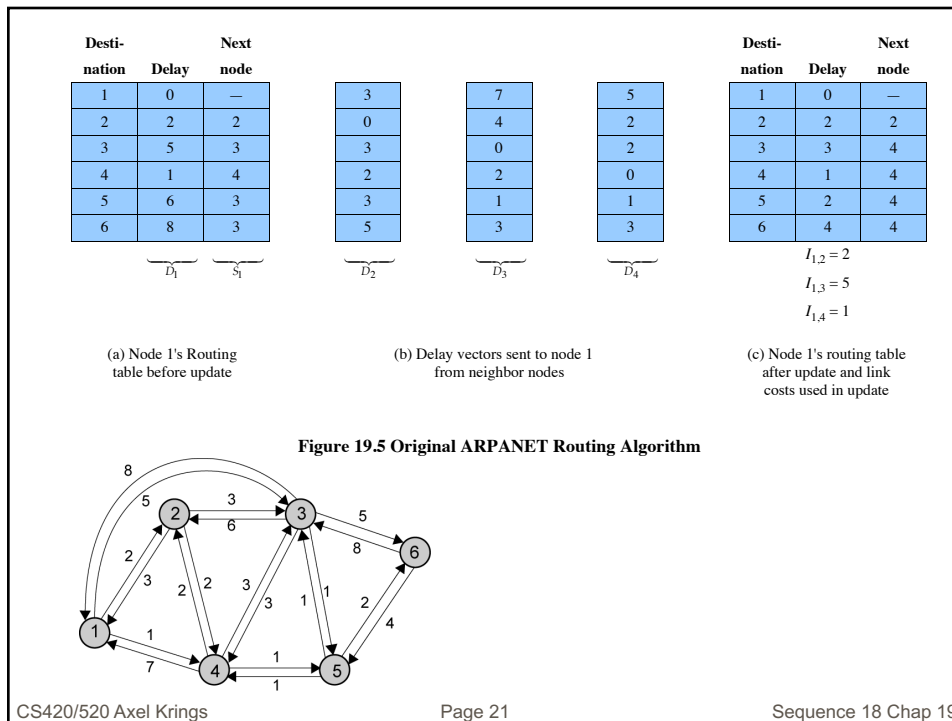 Desti- Next Desti- Next
nation Delay node nation Delay node
1 0 — 3 7 5 1 0 —
2 2 2 0 4 2 2 2 2
3 5 3 3 0 2 3 3 4
4 1 4 2 2 0 4 1 4
5 6 3 3 1 1 5 2 4
6 8 3 5 3 3 6 4 4
D1 S1 D2 D3 D4 I1,2 = 2
I1,3 = 5
I1,4 = 1
(a) Node 1's Routing (b) Delay vectors sent to node 1 (c) Node 1's routing table
table before update from neighbor nodes after update and link
costs used in update
Figure 19.5 Original ARPANET Routing Algorithm
8
5
2 3 3 5
6
8 6
2
3 2 2 3 3 1 1 2 4
1
1
7 4 1 5
1
CS420/520 Axel Krings Page 21 Sequence 18 Chap 19